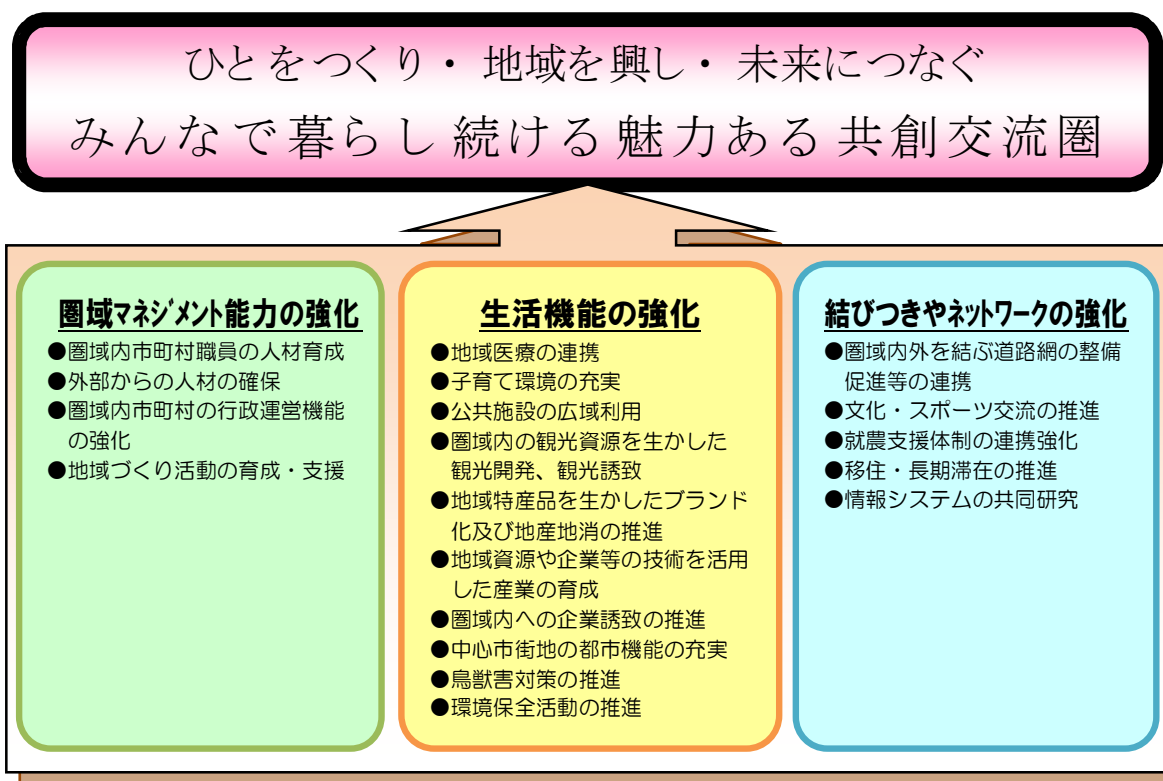 ひとをつくり・地域を興し・未来につなぐ
みんなで暮らし続ける魅力ある共創交流圏
圏域マネジメント能力の強化
●圏域内市町村職員の人材育成
●外部からの人材の確保
●圏域内市町村の行政運営機能
の強化
●地域づくり活動の育成・支援
生活機能の強化
●地域医療の連携
●子育て環境の充実
●公共施設の広域利用
●圏域内の観光資源を生かした
観光開発、観光誘致
●地域特産品を生かしたブランド
化及び地産地消の推進
●地域資源や企業等の技術を活用
した産業の育成
●圏域内への企業誘致の推進
●中心市街地の都市機能の充実
●鳥獣害対策の推進
●環境保全活動の推進
結びつきやネットワークの強化
●圏域内外を結ぶ道路網の整備
促進等の連携
●文化・スポーツ交流の推進
●就農支援体制の連携強化
●移住・長期滞在の推進
●情報システムの共同研究